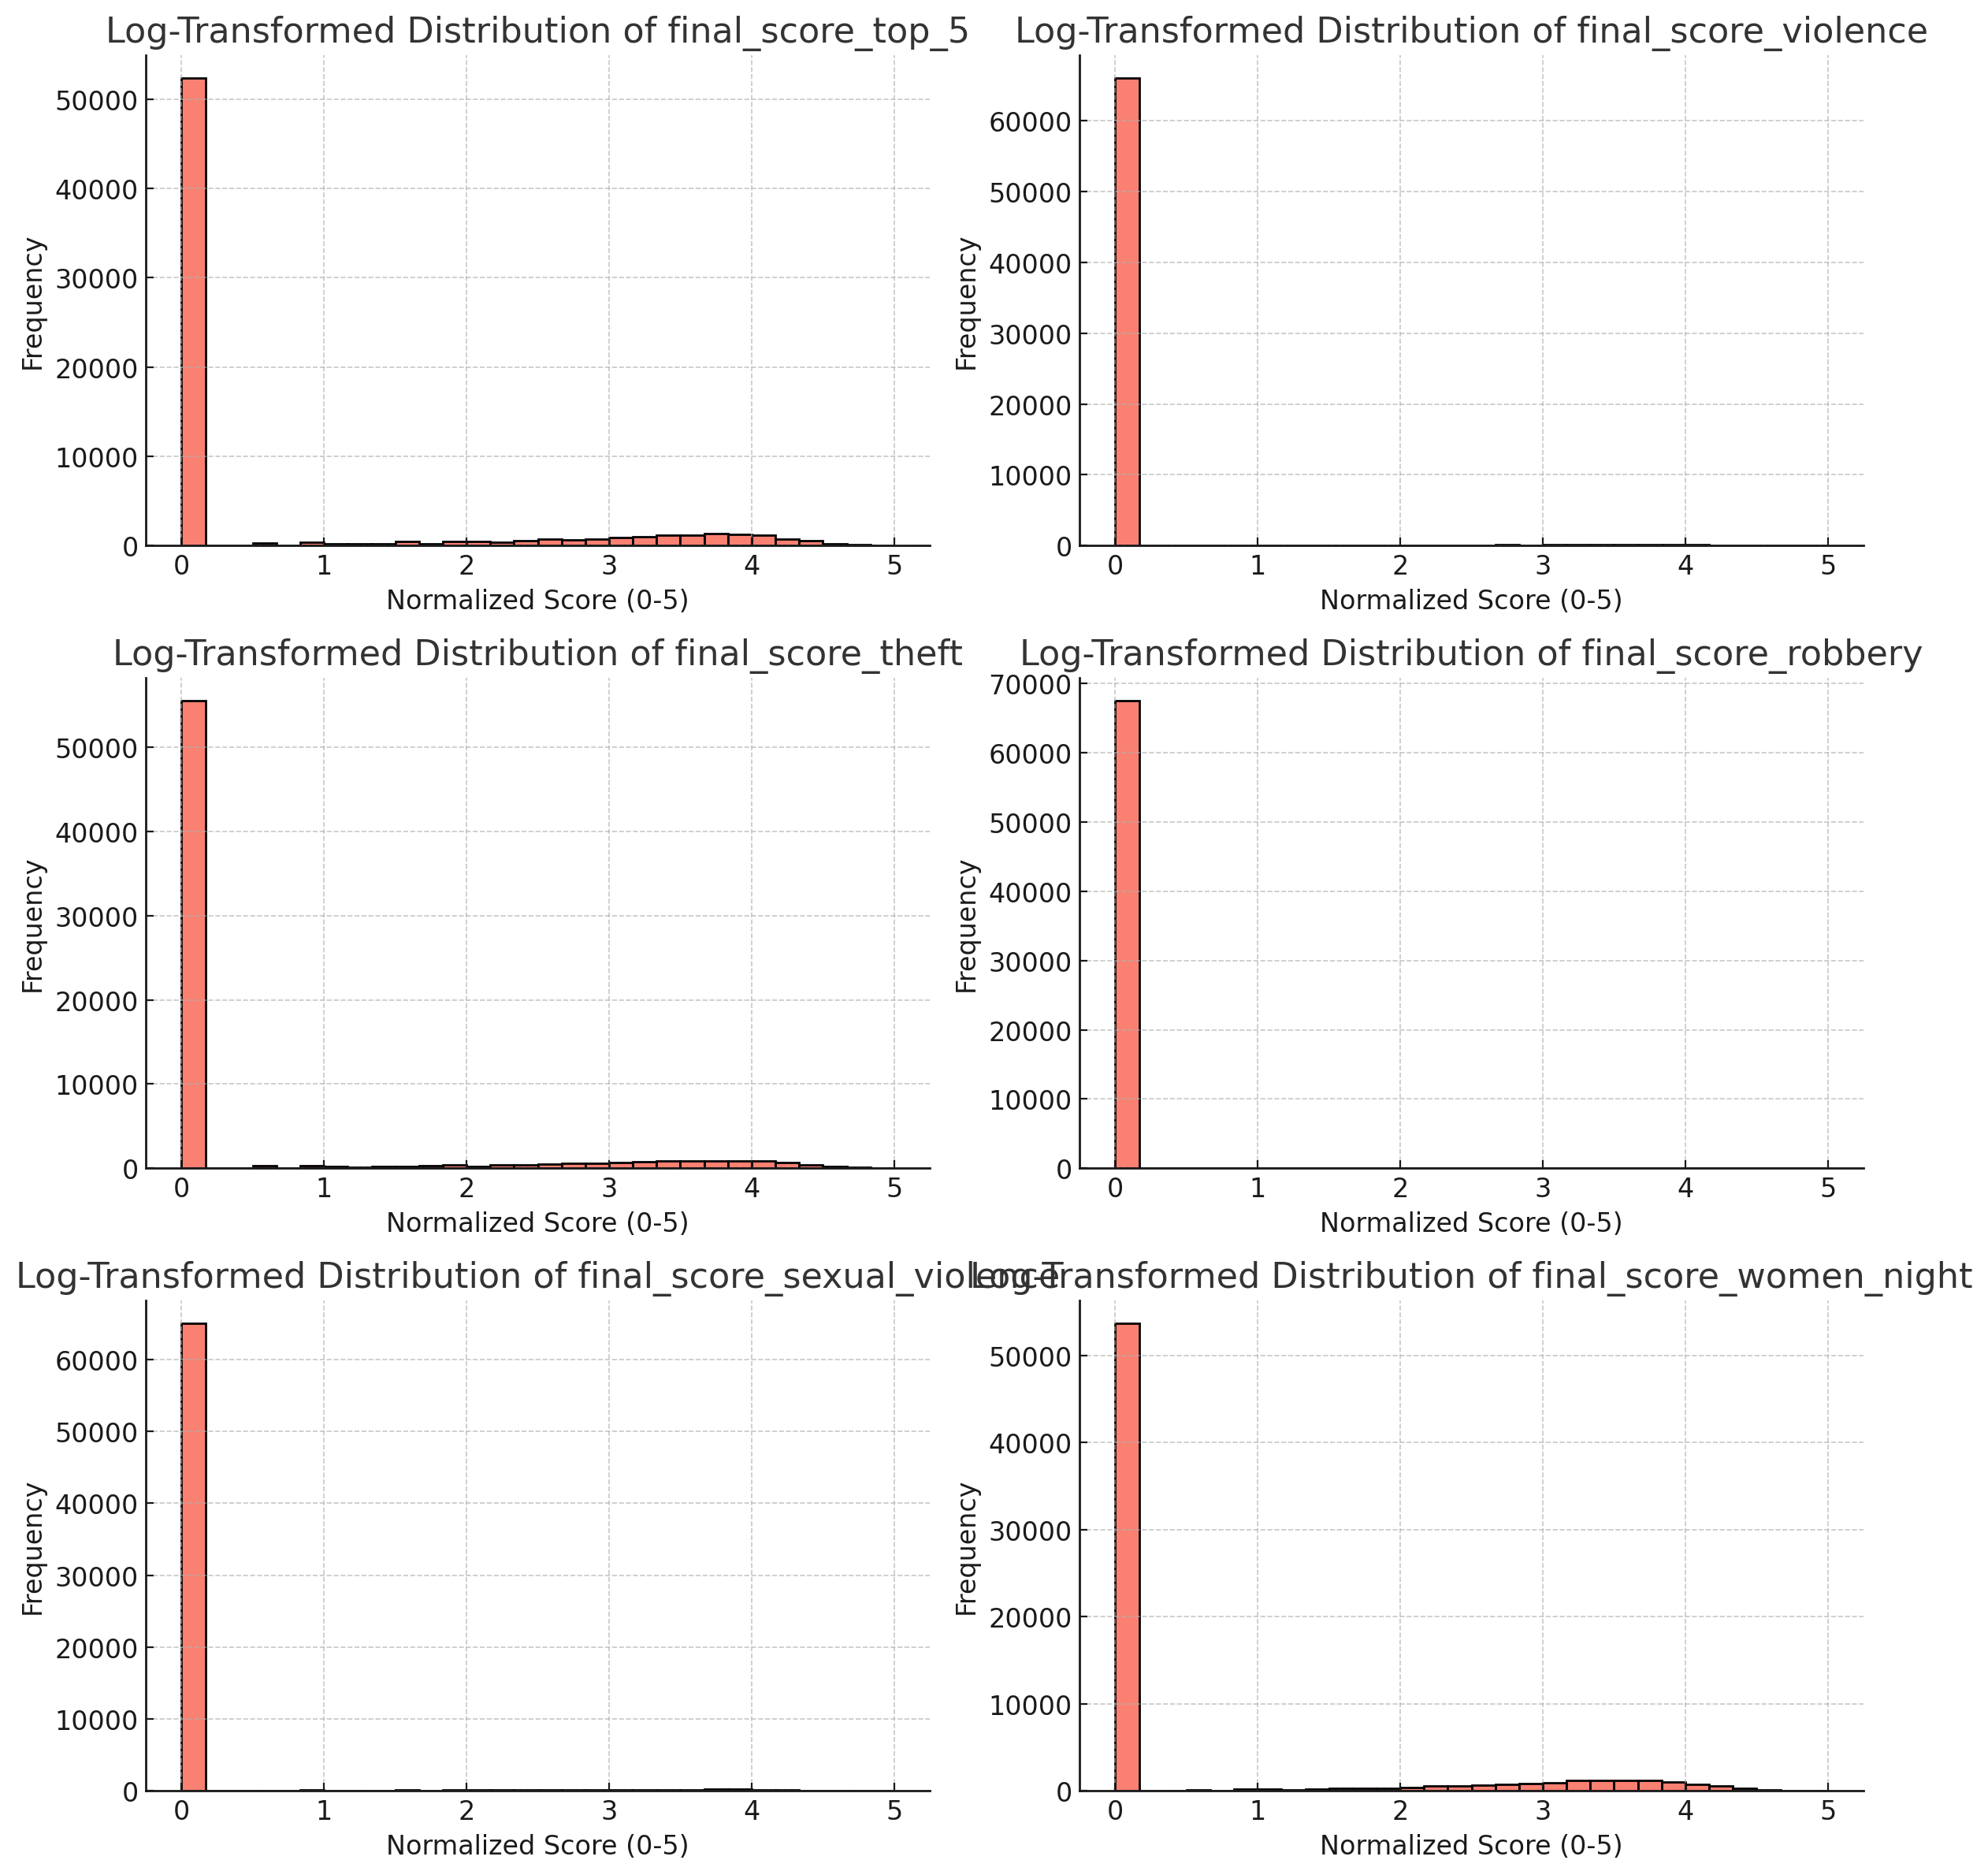 Log-Transformed Distribution of final_score_top_5
50000
40000
30000
20000
10000
0
Frequency
0 1 2 3 4 5
Normalized Score (0-5)
Log-Transformed Distribution of final_score_violence
60000
50000
40000
30000
20000
10000
0
Frequency
0 1 2 3 4 5
Normalized Score (0-5)
Log-Transformed Distribution of final_score_theft
50000
40000
30000
20000
10000
0
Frequency
0 1 2 3 4 5
Normalized Score (0-5)
Log-Transformed Distribution of final_score_robbery
70000
60000
50000
40000
30000
20000
10000
0
Frequency
0 1 2 3 4 5
Normalized Score (0-5)
Log-Transformed Distribution of final_score_sexual_violence
60000
50000
40000
30000
20000
10000
0
Frequency
0 1 2 3 4 5
Normalized Score (0-5)
Log-Transformed Distribution of final_score_women_night
50000
40000
30000
20000
10000
0
Frequency
0 1 2 3 4 5
Normalized Score (0-5)